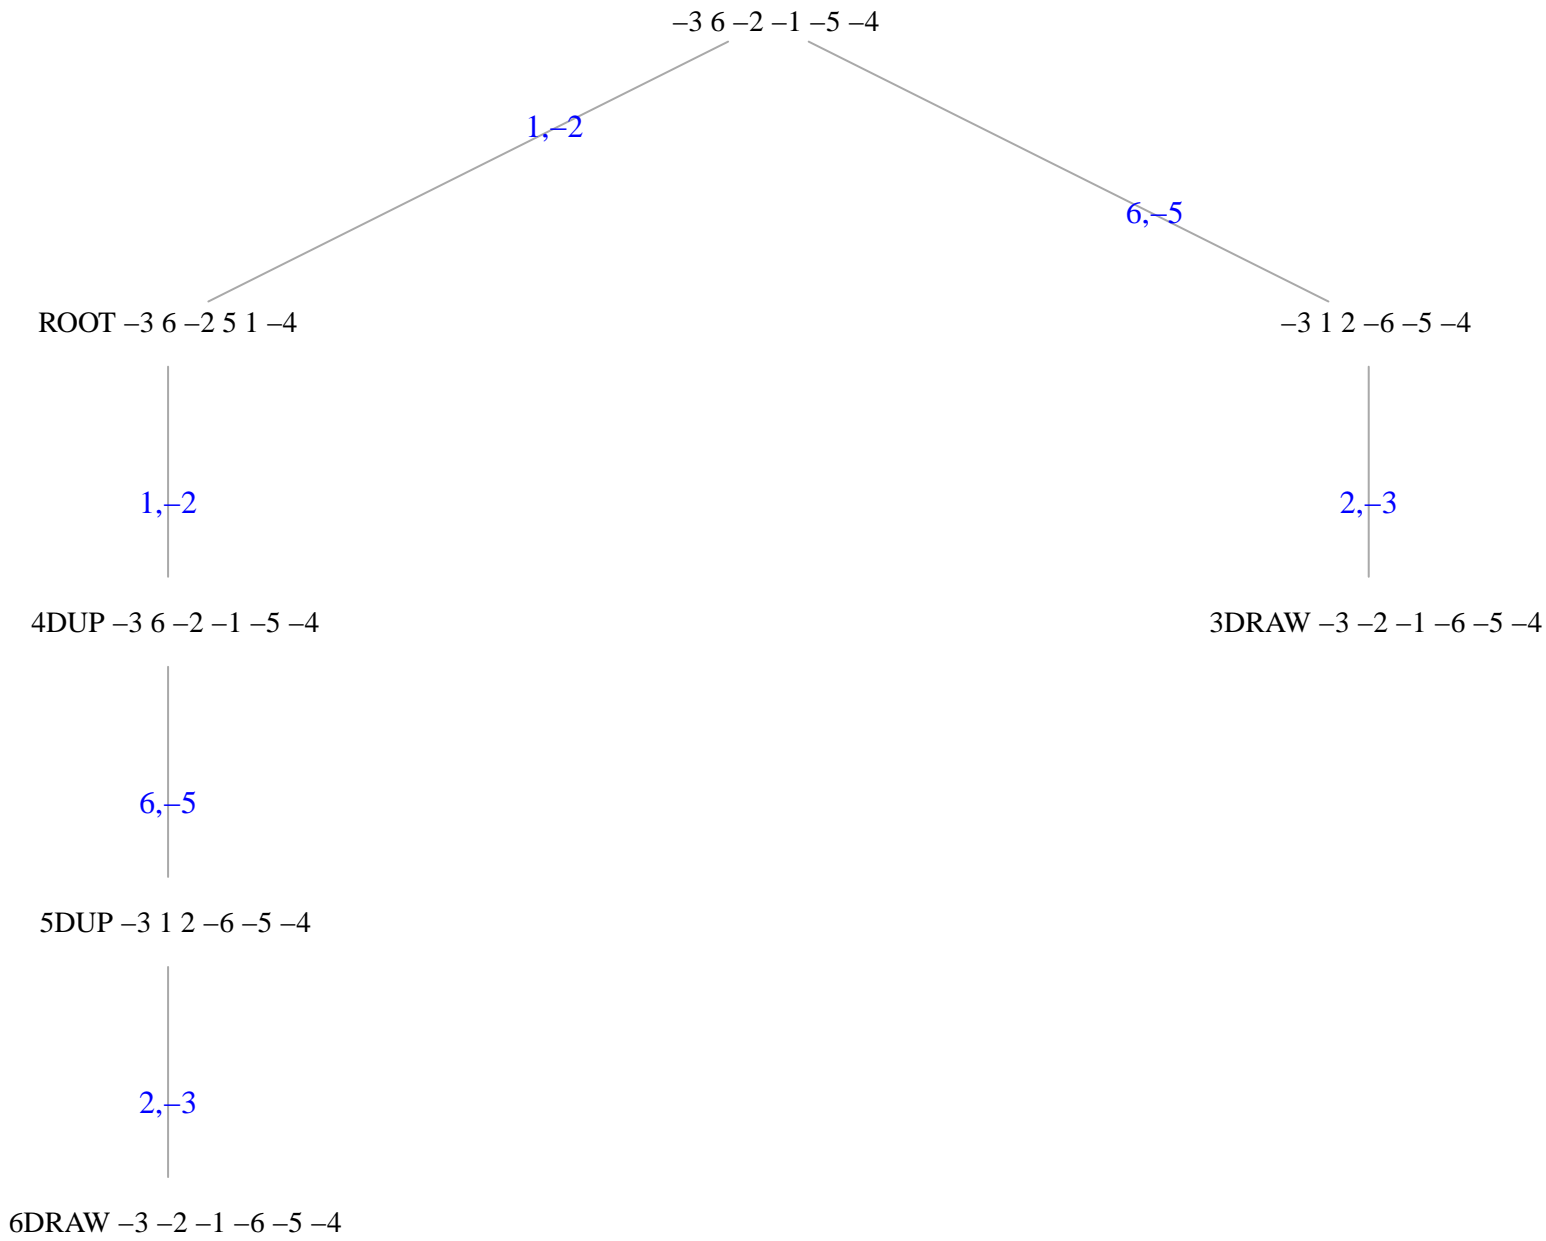 –3 6 –2 –1 –5 –4
1,–2
6,–5
ROOT –3 6 –2 5 1 –4
–3 1 2 –6 –5 –4
1,–2
2,–3
4DUP –3 6 –2 –1 –5 –4
3DRAW –3 –2 –1 –6 –5 –4
6,–5
5DUP –3 1 2 –6 –5 –4
2,–3
6DRAW –3 –2 –1 –6 –5 –4